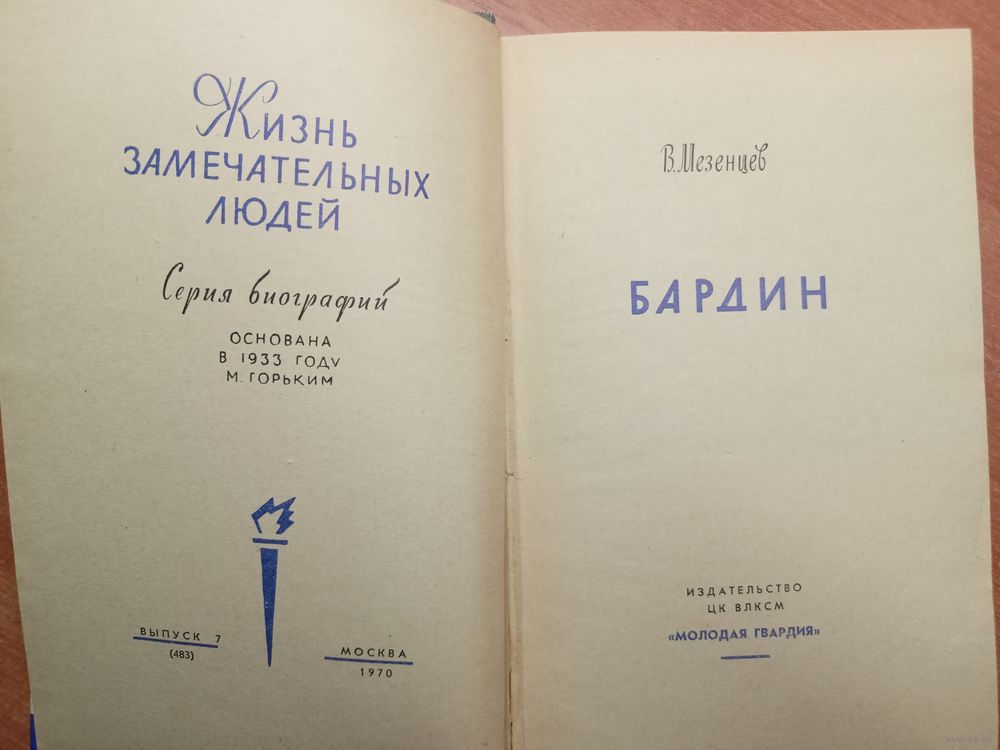 Жизнь
ЗАМЕЧАТЕЛЬНЫХ
ЛЮДЕЙ
Серия биографий
ОСНОВАНА
В 1933 ГОДУ
М. ГОРЬКИМ
ВЫПУСК 7
(483)
МОСКВА
1970
В. Мезенцев
БАРДИН
ИЗДАТЕЛЬСТВО
ЦК ВЛКСМ
«МОЛОДАЯ ГВАРДИЯ»